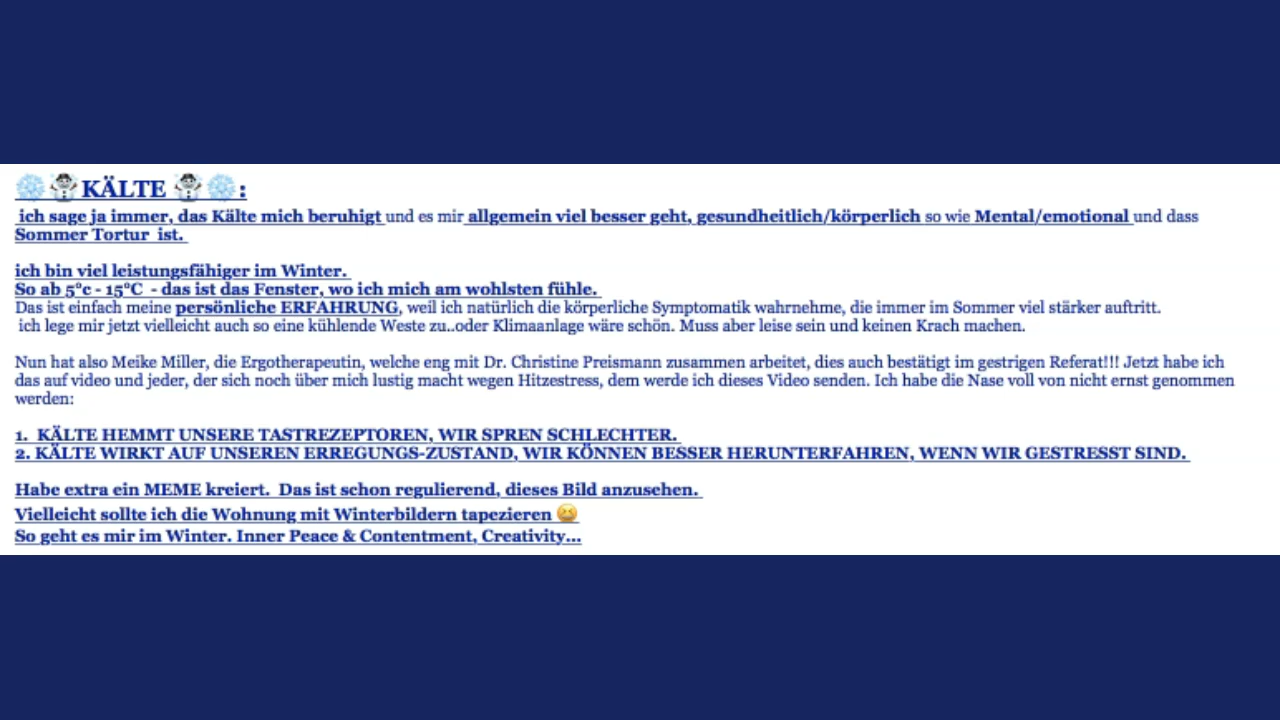 ❄️☃️KÄLTE ☃️❄️:
ich sage ja immer, das Kälte mich beruhigt und es mir allgemein viel besser geht, gesundheitlich/körperlich so wie Mental/emotional und dass
Sommer Tortur ist.
ich bin viel leistungsfähiger im Winter.
So ab 5°c - 15°C - das ist das Fenster, wo ich mich am wohlsten fühle.
Das ist einfach meine persönliche ERFAHRUNG, weil ich natürlich die körperliche Symptomatik wahrnehme, die immer im Sommer viel stärker auftritt.
ich lege mir jetzt vielleicht auch so eine kühlende Weste zu..oder Klimaanlage wäre schön. Muss aber leise sein und keinen Krach machen.
Nun hat also Meike Miller, die Ergotherapeutin, welche eng mit Dr. Christine Preismann zusammen arbeitet, dies auch bestätigt im gestrigen Referat!!! Jetzt habe ich
das auf video und jeder, der sich noch über mich lustig macht wegen Hitzestress, dem werde ich dieses Video senden. Ich habe die Nase voll von nicht ernst genommen
werden:
1. KÄLTE HEMMT UNSERE TASTREZEPTOREN, WIR SPREN SCHLECHTER.
2. KÄLTE WIRKT AUF UNSEREN ERREGUNGS-ZUSTAND, WIR KÖNNEN BESSER HERUNTERFAHREN, WENN WIR GESTRESST SIND.
Habe extra ein MEME kreiert. Das ist schon regulierend, dieses Bild anzusehen.
Vielleicht sollte ich die Wohnung mit Winterbildern tapezieren 😆
So geht es mir im Winter. Inner Peace & Contentment, Creativity...